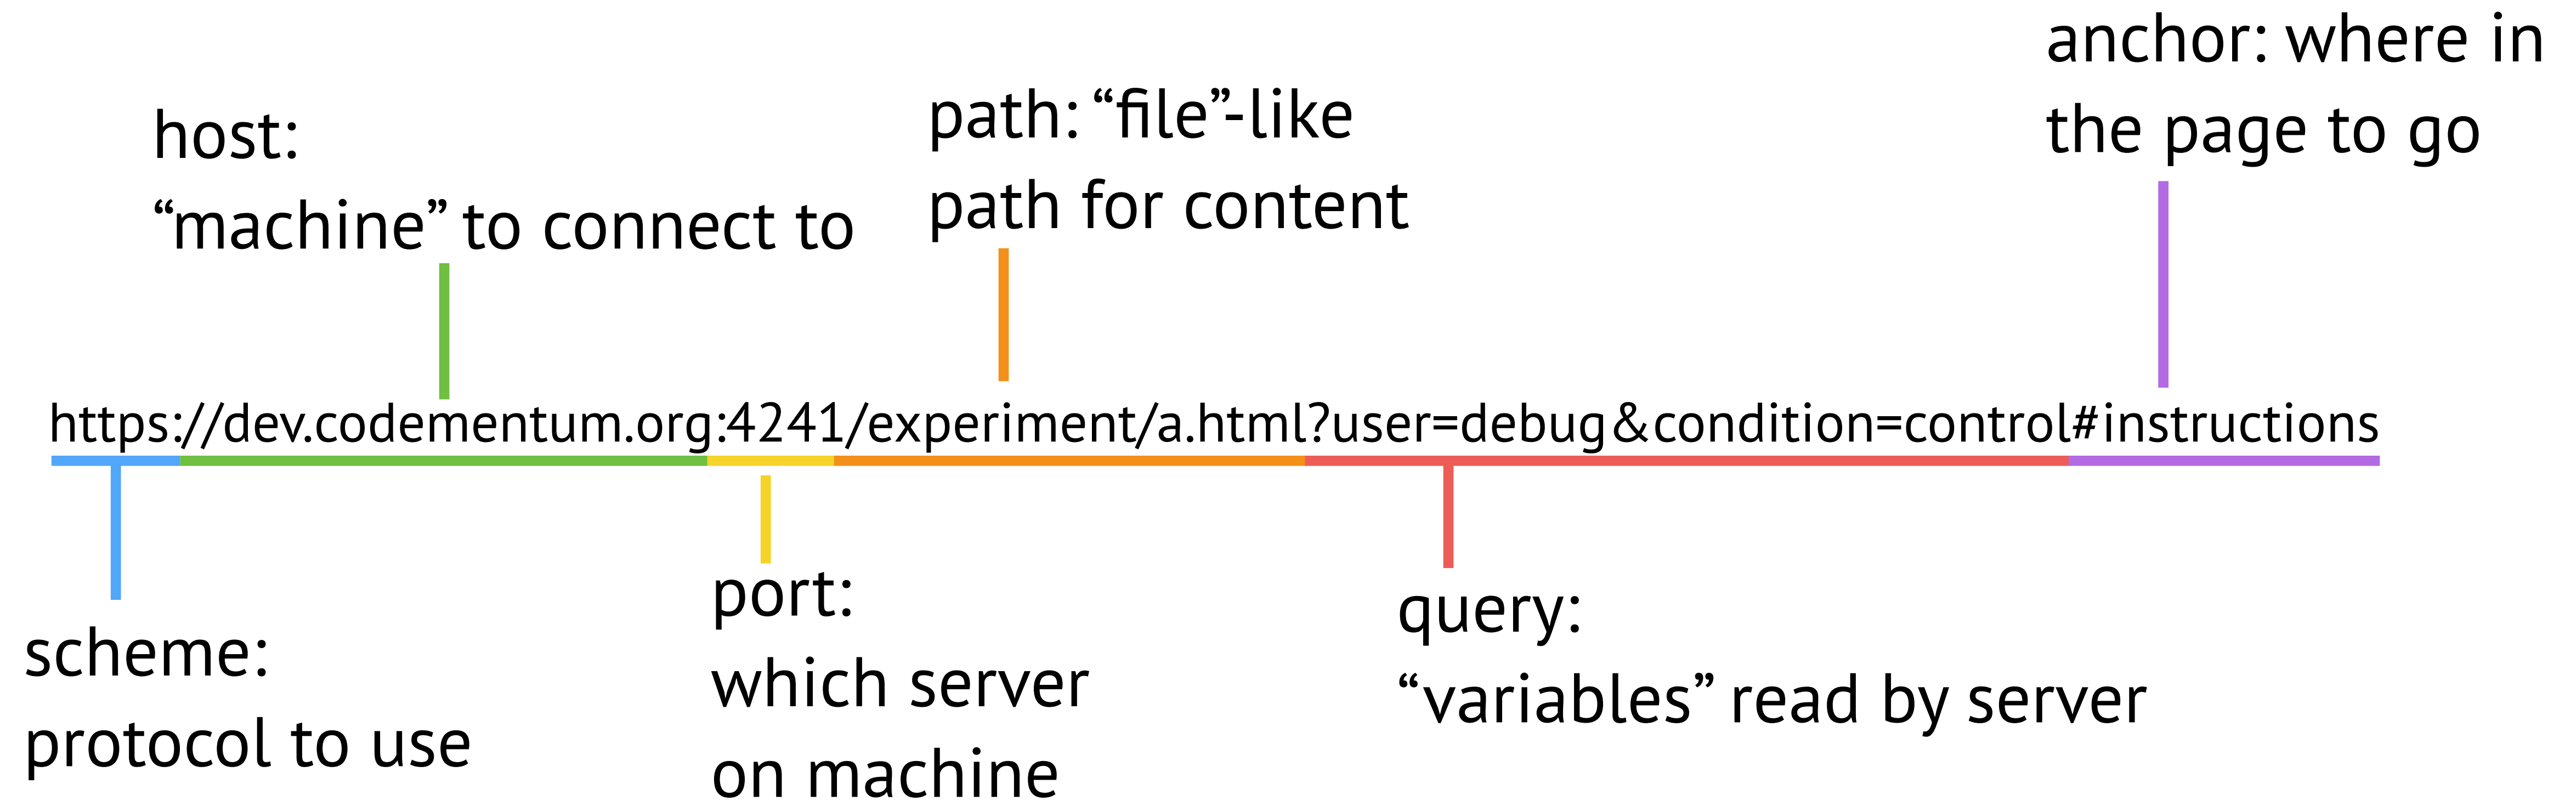 host:
“machine” to connect to
path: “file”-like
path for content
anchor: where in
the page to go
https://dev.codementum.org:4241/experiment/a.html?user=debug&condition=control#instructions
scheme:
protocol to use
port:
which server
on machine
query:
“variables” read by server